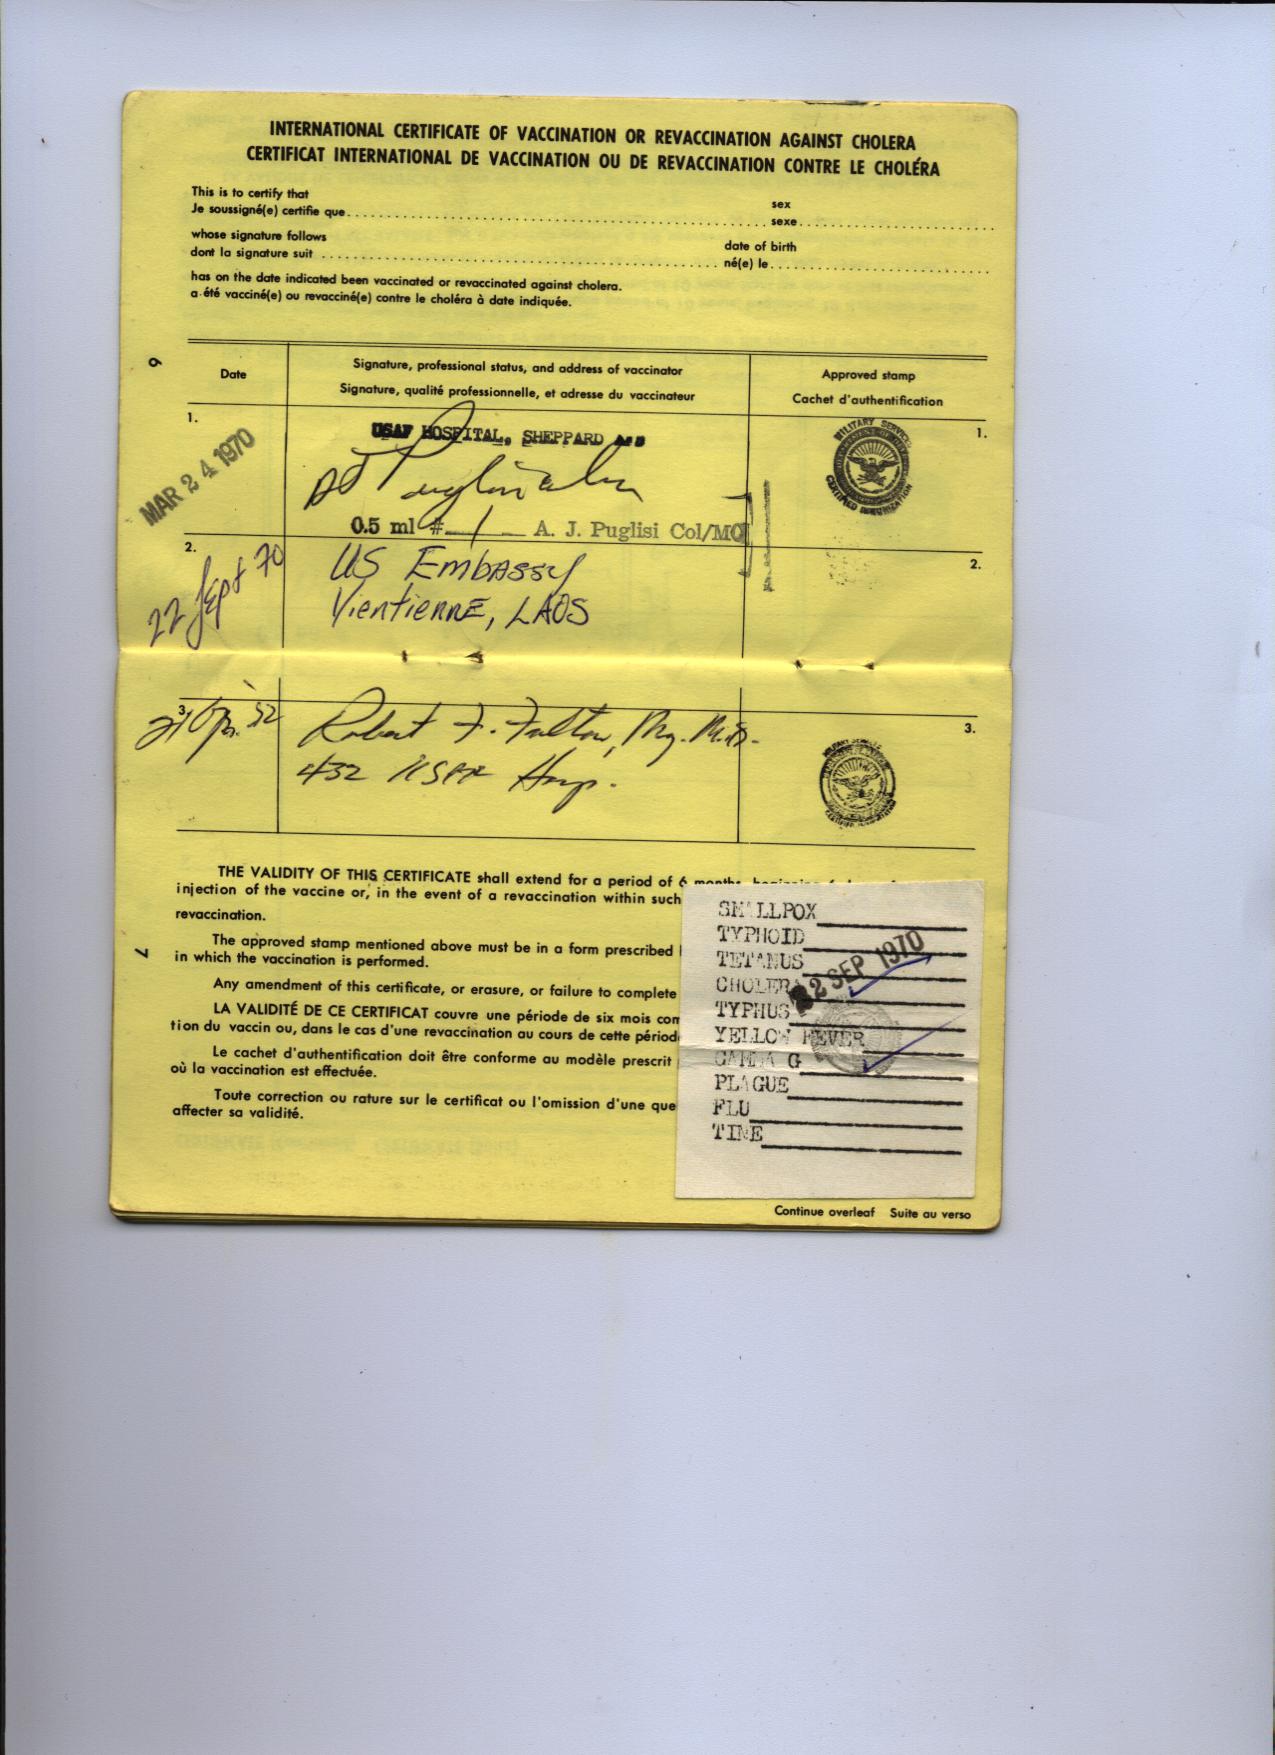 INTERNATIONAL CERTIFICATE OF VACCINATION OR REVACCINATION AGAINST CHOLERA
CERTIFICAT INTERNATIONAL DE VACCINATION OU DE REVACCINATION CONTRE LE CHOLÉRA
This is to certify that
Je soussigné(e) certifie que
sex
sexe
whose signature follows
dont la signature suit
date of birth
né(e) le
has on the date indicated been vaccinated or revaccinated against cholera.
a été vacciné(e) ou revacciné(e) contre le choléra à date indiquée.
6
Date
Signature, professional status, and address of vaccinator
Signature, qualité professionnelle, et adresse du vaccinateur
Approved stamp
Cachet d'authentification
1.
MAR 24 1970
USAF HOSPITAL, SHEPPARD AFB
0.5 ml # 1 A. J. Puglisi Col/MC
MILITARY SERVICES
1.
2.
22 Sept 70
US Embassy
Vientienne, LAOS
2.
3.
Robert F. Fulton,
432 USAF Hosp.
3.
THE VALIDITY OF THIS CERTIFICATE shall extend for a period of 6 months, beginning
injection of the vaccine or, in the event of a revaccination within such
revaccination.
7
The approved stamp mentioned above must be in a form prescribed
in which the vaccination is performed.
Any amendment of this certificate, or erasure, or failure to complete
LA VALIDITÉ DE CE CERTIFICAT couvre une période de six mois com
tion du vaccin ou, dans le cas d'une revaccination au cours de cette périod
Le cachet d'authentification doit être conforme au modèle prescrit
où la vaccination est effectuée.
Toute correction ou rature sur le certificat ou l'omission d'une que
affecter sa validité.
SMALLPOX
TYPHOID
TETANUS
CHOLERA
22 SEP 1970
TYPHUS
YELLOW FEVER
GAMMA G
PLAGUE
FLU
TINE
Continue overleaf Suite au verso